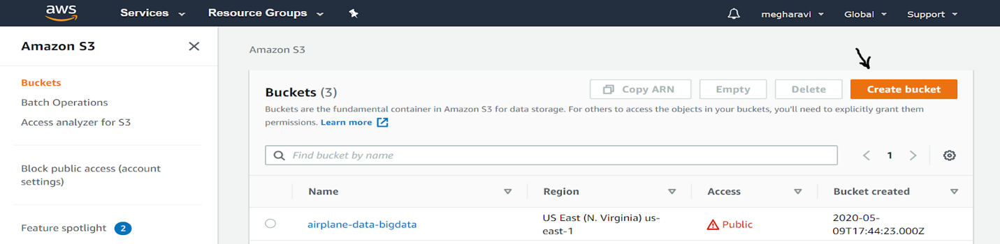 aws
Services
Resource Groups
megharavi
Global
Support
Amazon S3
Buckets
Batch Operations
Access analyzer for S3
Block public access (account
settings)
Feature spotlight 2
Amazon S3
Buckets (3)
Copy ARN
Empty
Delete
Create bucket
Buckets are the fundamental container in Amazon S3 for data storage. For others to access the objects in your buckets, you'll need to explicitly grant them
permissions. Learn more
Find bucket by name
1
Name
Region
Access
Bucket created
airplane-data-bigdata
US East (N. Virginia) us-
east-1
Public
2020-05-
09T17:44:23.000Z